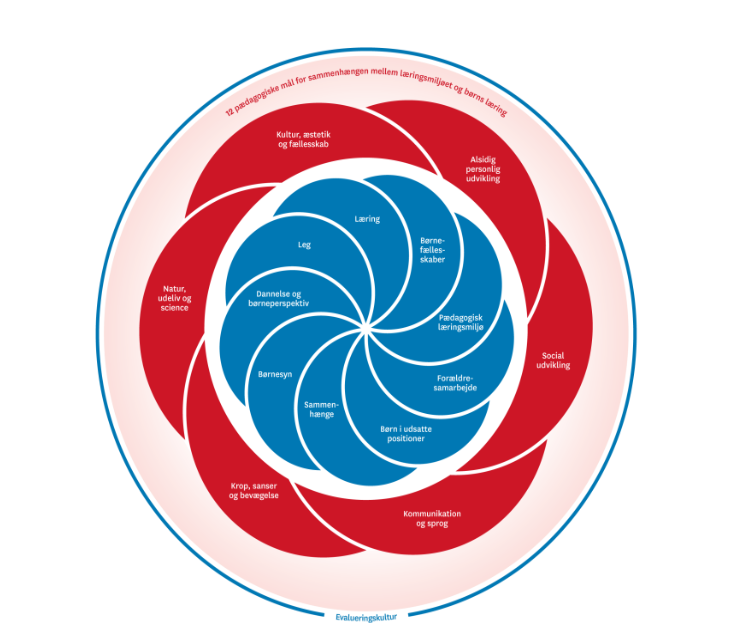 12 pædagogiske mål for sammenhængen mellem læringsmiljøet og børns læring
Kultur, æstetik
og fællesskab
Alsidig
personlig
udvikling
Læring
Børne-
fælles-
skaber
Leg
Natur,
udeliv og
science
Dannelse og
børneperspektiv
Pædagogisk
læringsmiljø
Social
udvikling
Børnesyn
Forældre-
samarbejde
Sammen-
hænge
Børn i udsatte
positioner
Krop, sanser
og bevægelse
Kommunikation
og sprog
Evalueringskultur